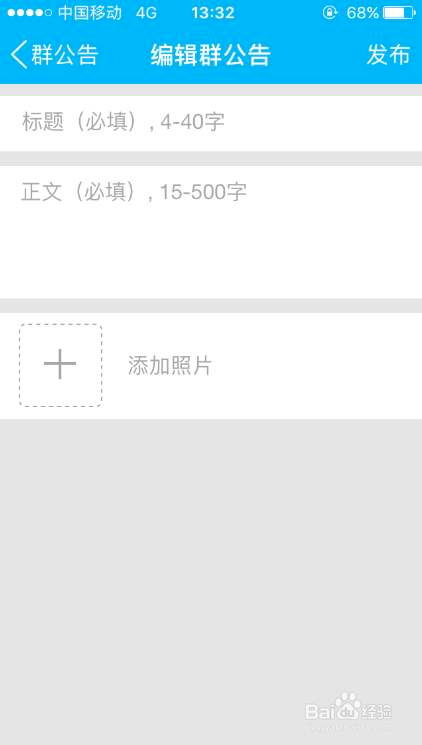 中国移动 4G 13:32 68%
群公告 编辑群公告 发布
标题（必填）, 4-40字
正文（必填）, 15-500字
添加照片
Bai du 经验